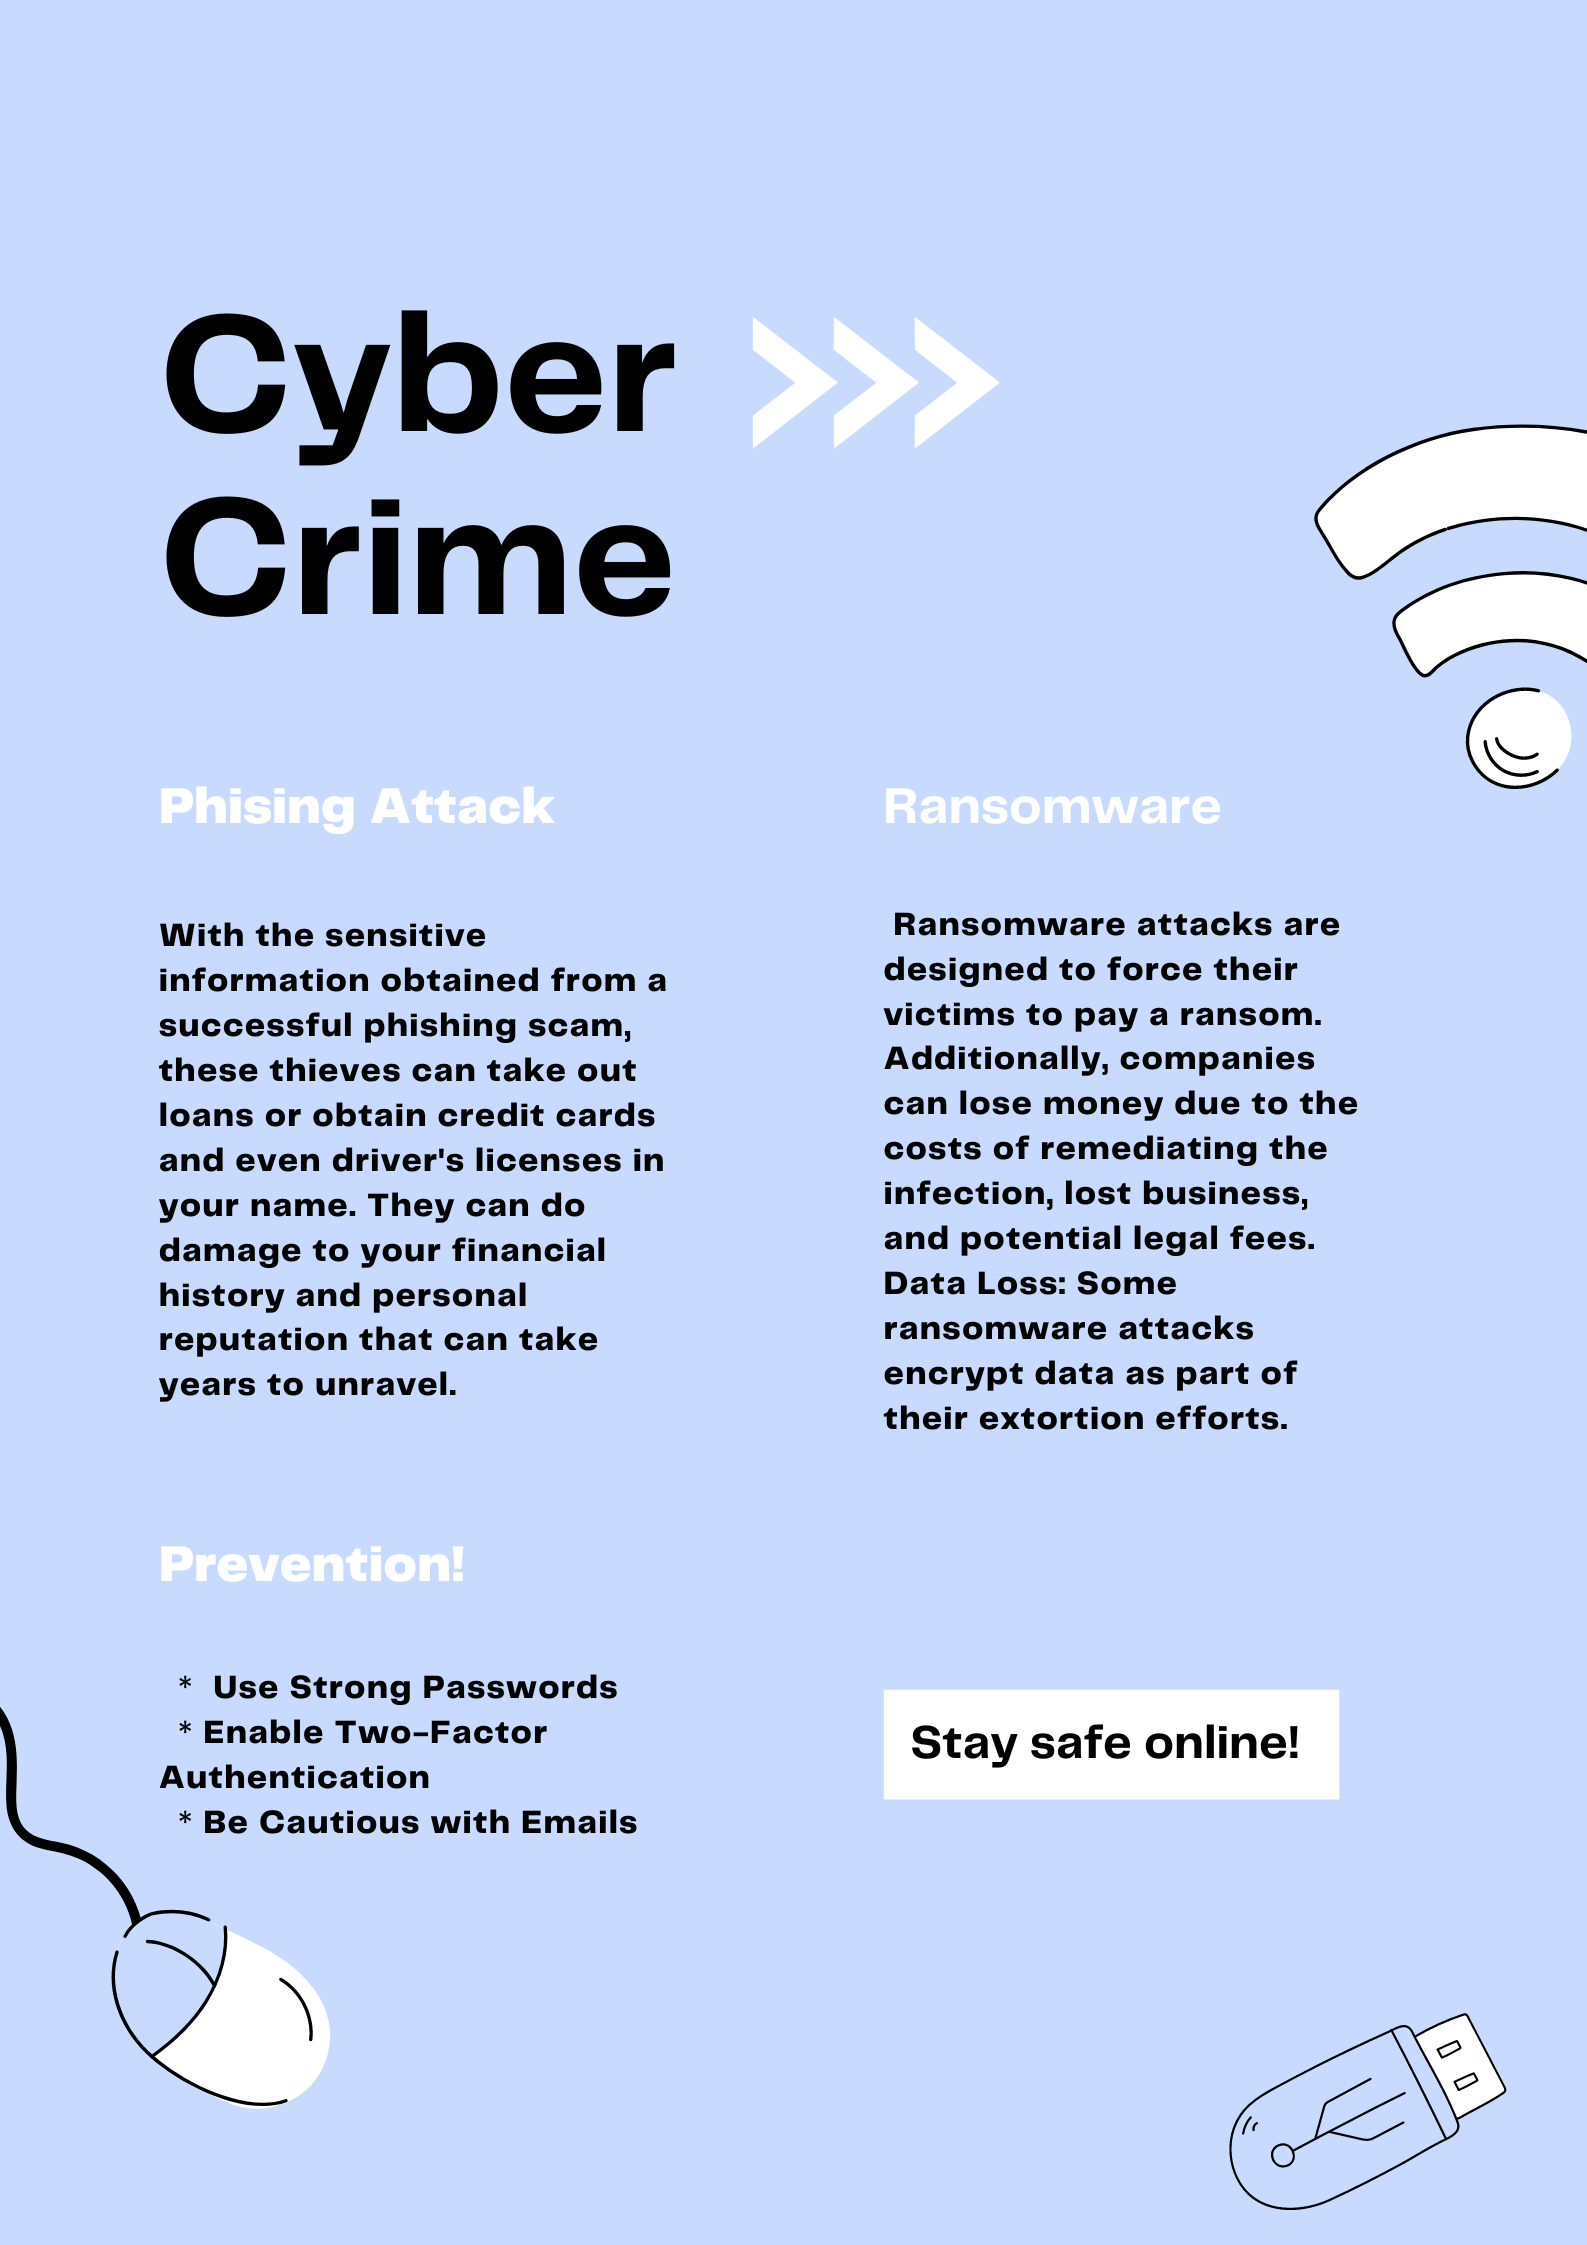 Cyber
Crime
Phising Attack
With the sensitive
information obtained from a
successful phishing scam,
these thieves can take out
loans or obtain credit cards
and even driver's licenses in
your name. They can do
damage to your financial
history and personal
reputation that can take
years to unravel.
Ransomware
Ransomware attacks are
designed to force their
victims to pay a ransom.
Additionally, companies
can lose money due to the
costs of remediating the
infection, lost business,
and potential legal fees.
Data Loss: Some
ransomware attacks
encrypt data as part of
their extortion efforts.
Prevention!
* Use Strong Passwords
* Enable Two-Factor
Authentication
* Be Cautious with Emails
Stay safe online!